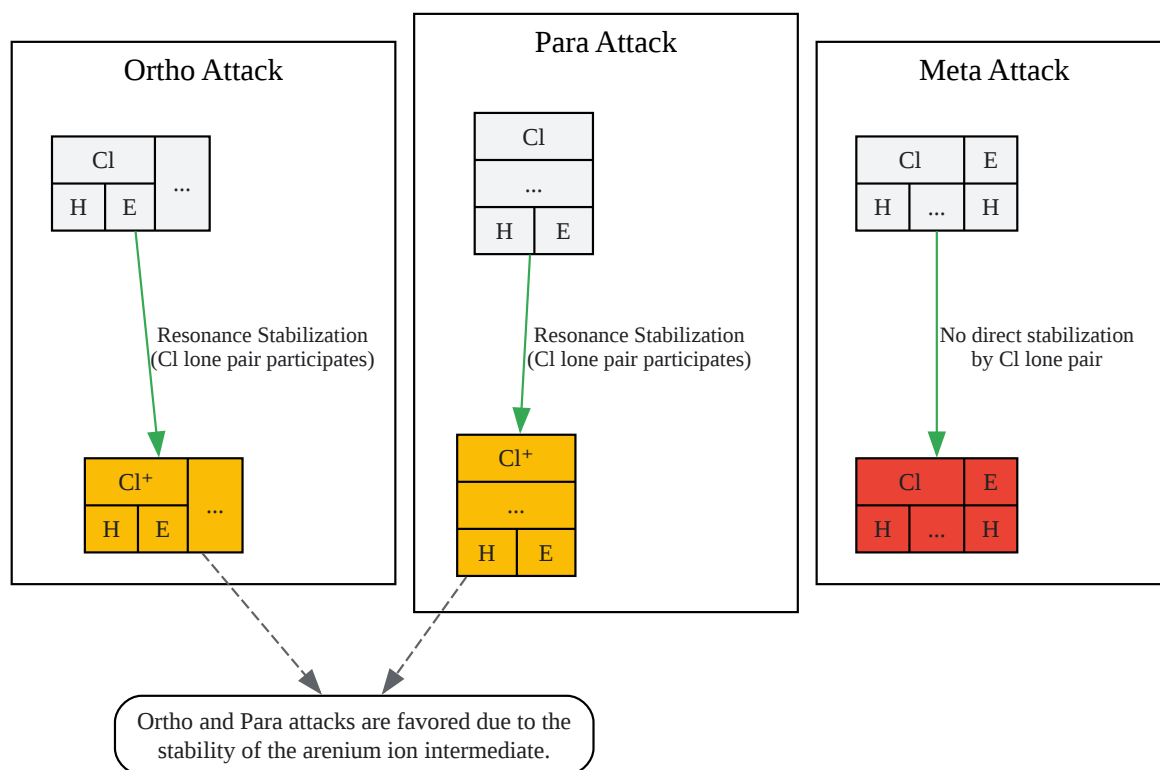 Ortho Attack
Cl
...
H
E
Resonance Stabilization
(Cl lone pair participates)
Cl⁺
...
H
E
Para Attack
Cl
...
H
E
Resonance Stabilization
(Cl lone pair participates)
Cl⁺
...
H
E
Meta Attack
Cl
E
H
...
H
No direct stabilization
by Cl lone pair
Cl
E
H
...
H
Ortho and Para attacks are favored due to the
stability of the arenium ion intermediate.